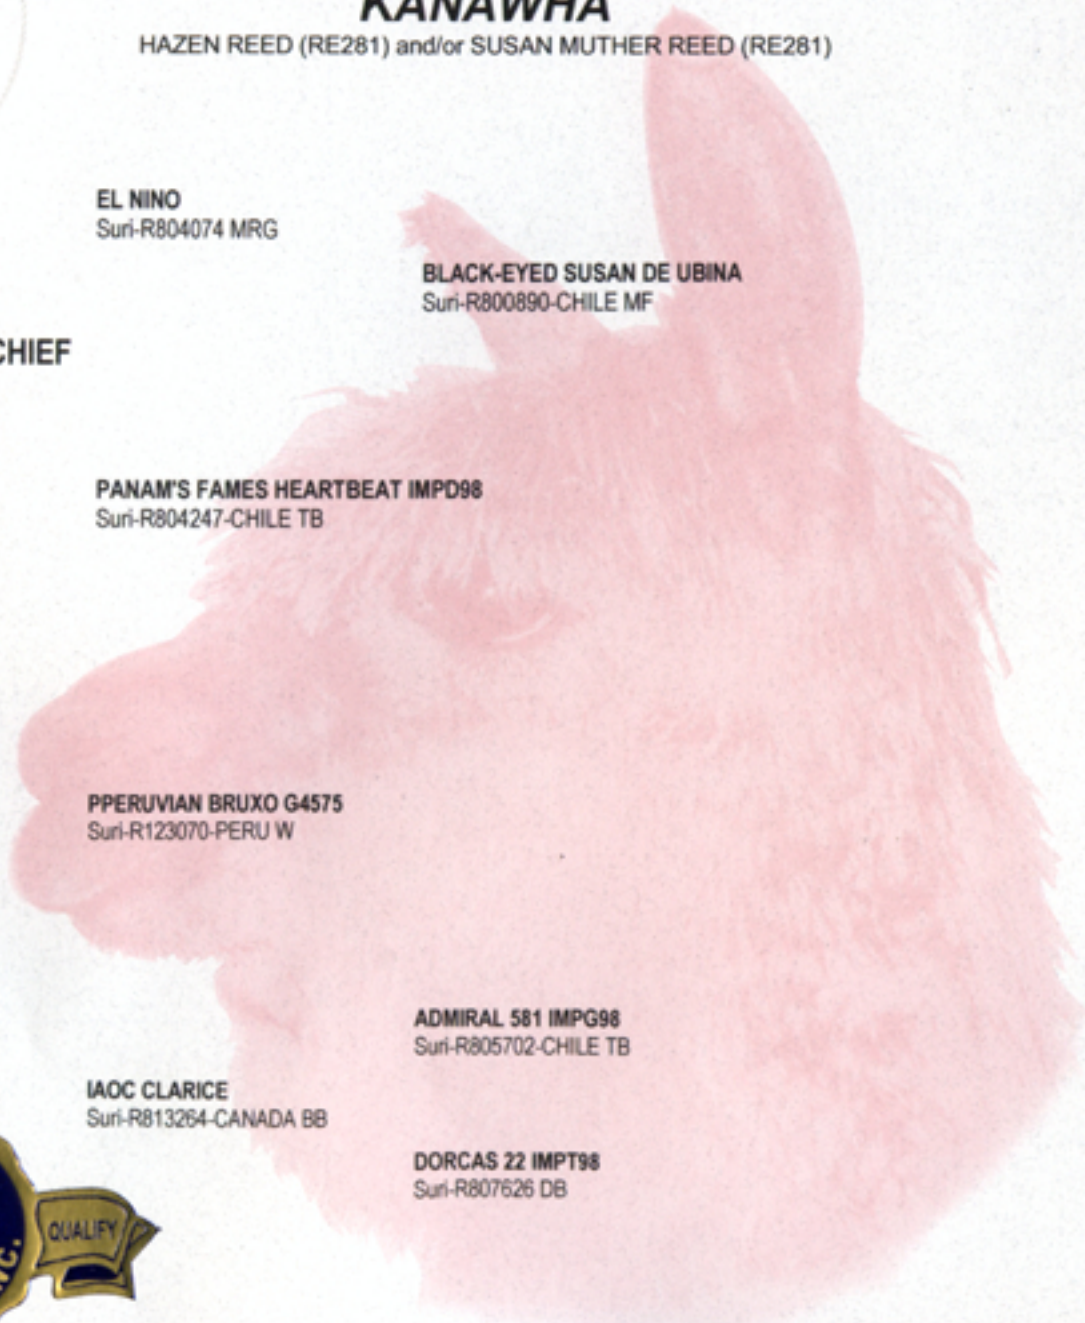 KANAWHA
HAZEN REED (RE281) and/or SUSAN MUTHER REED (RE281)
EL NINO
Suri-R804074 MRG
BLACK-EYED SUSAN DE UBINA
Suri-R800890-CHILE MF
CHIEF
PANAM'S FAMES HEARTBEAT IMPD98
Suri-R804247-CHILE TB
PPERUVIAN BRUXO G4575
Suri-R123070-PERU W
ADMIRAL 581 IMPG98
Suri-R805702-CHILE TB
IAOC CLARICE
Suri-R813264-CANADA BB
DORCAS 22 IMPT98
Suri-R807626 DB
QUALIFY